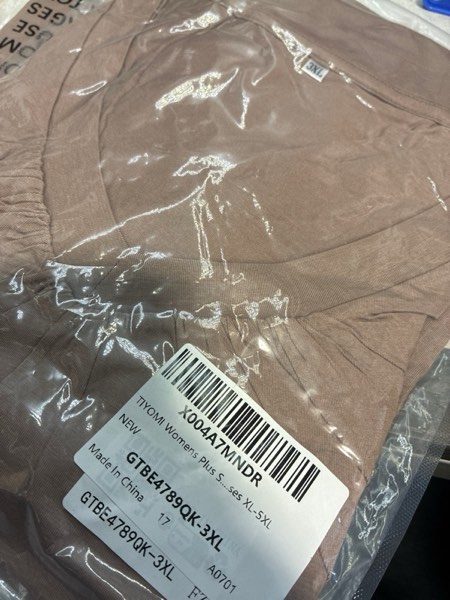 3XL
X004A7MNDR
TIYOMI Womens Plus S...ses XL-5XL
NEW
GTBE4789QK-3XL
Made In China 17 A0701
GTBE4789QK-3XL